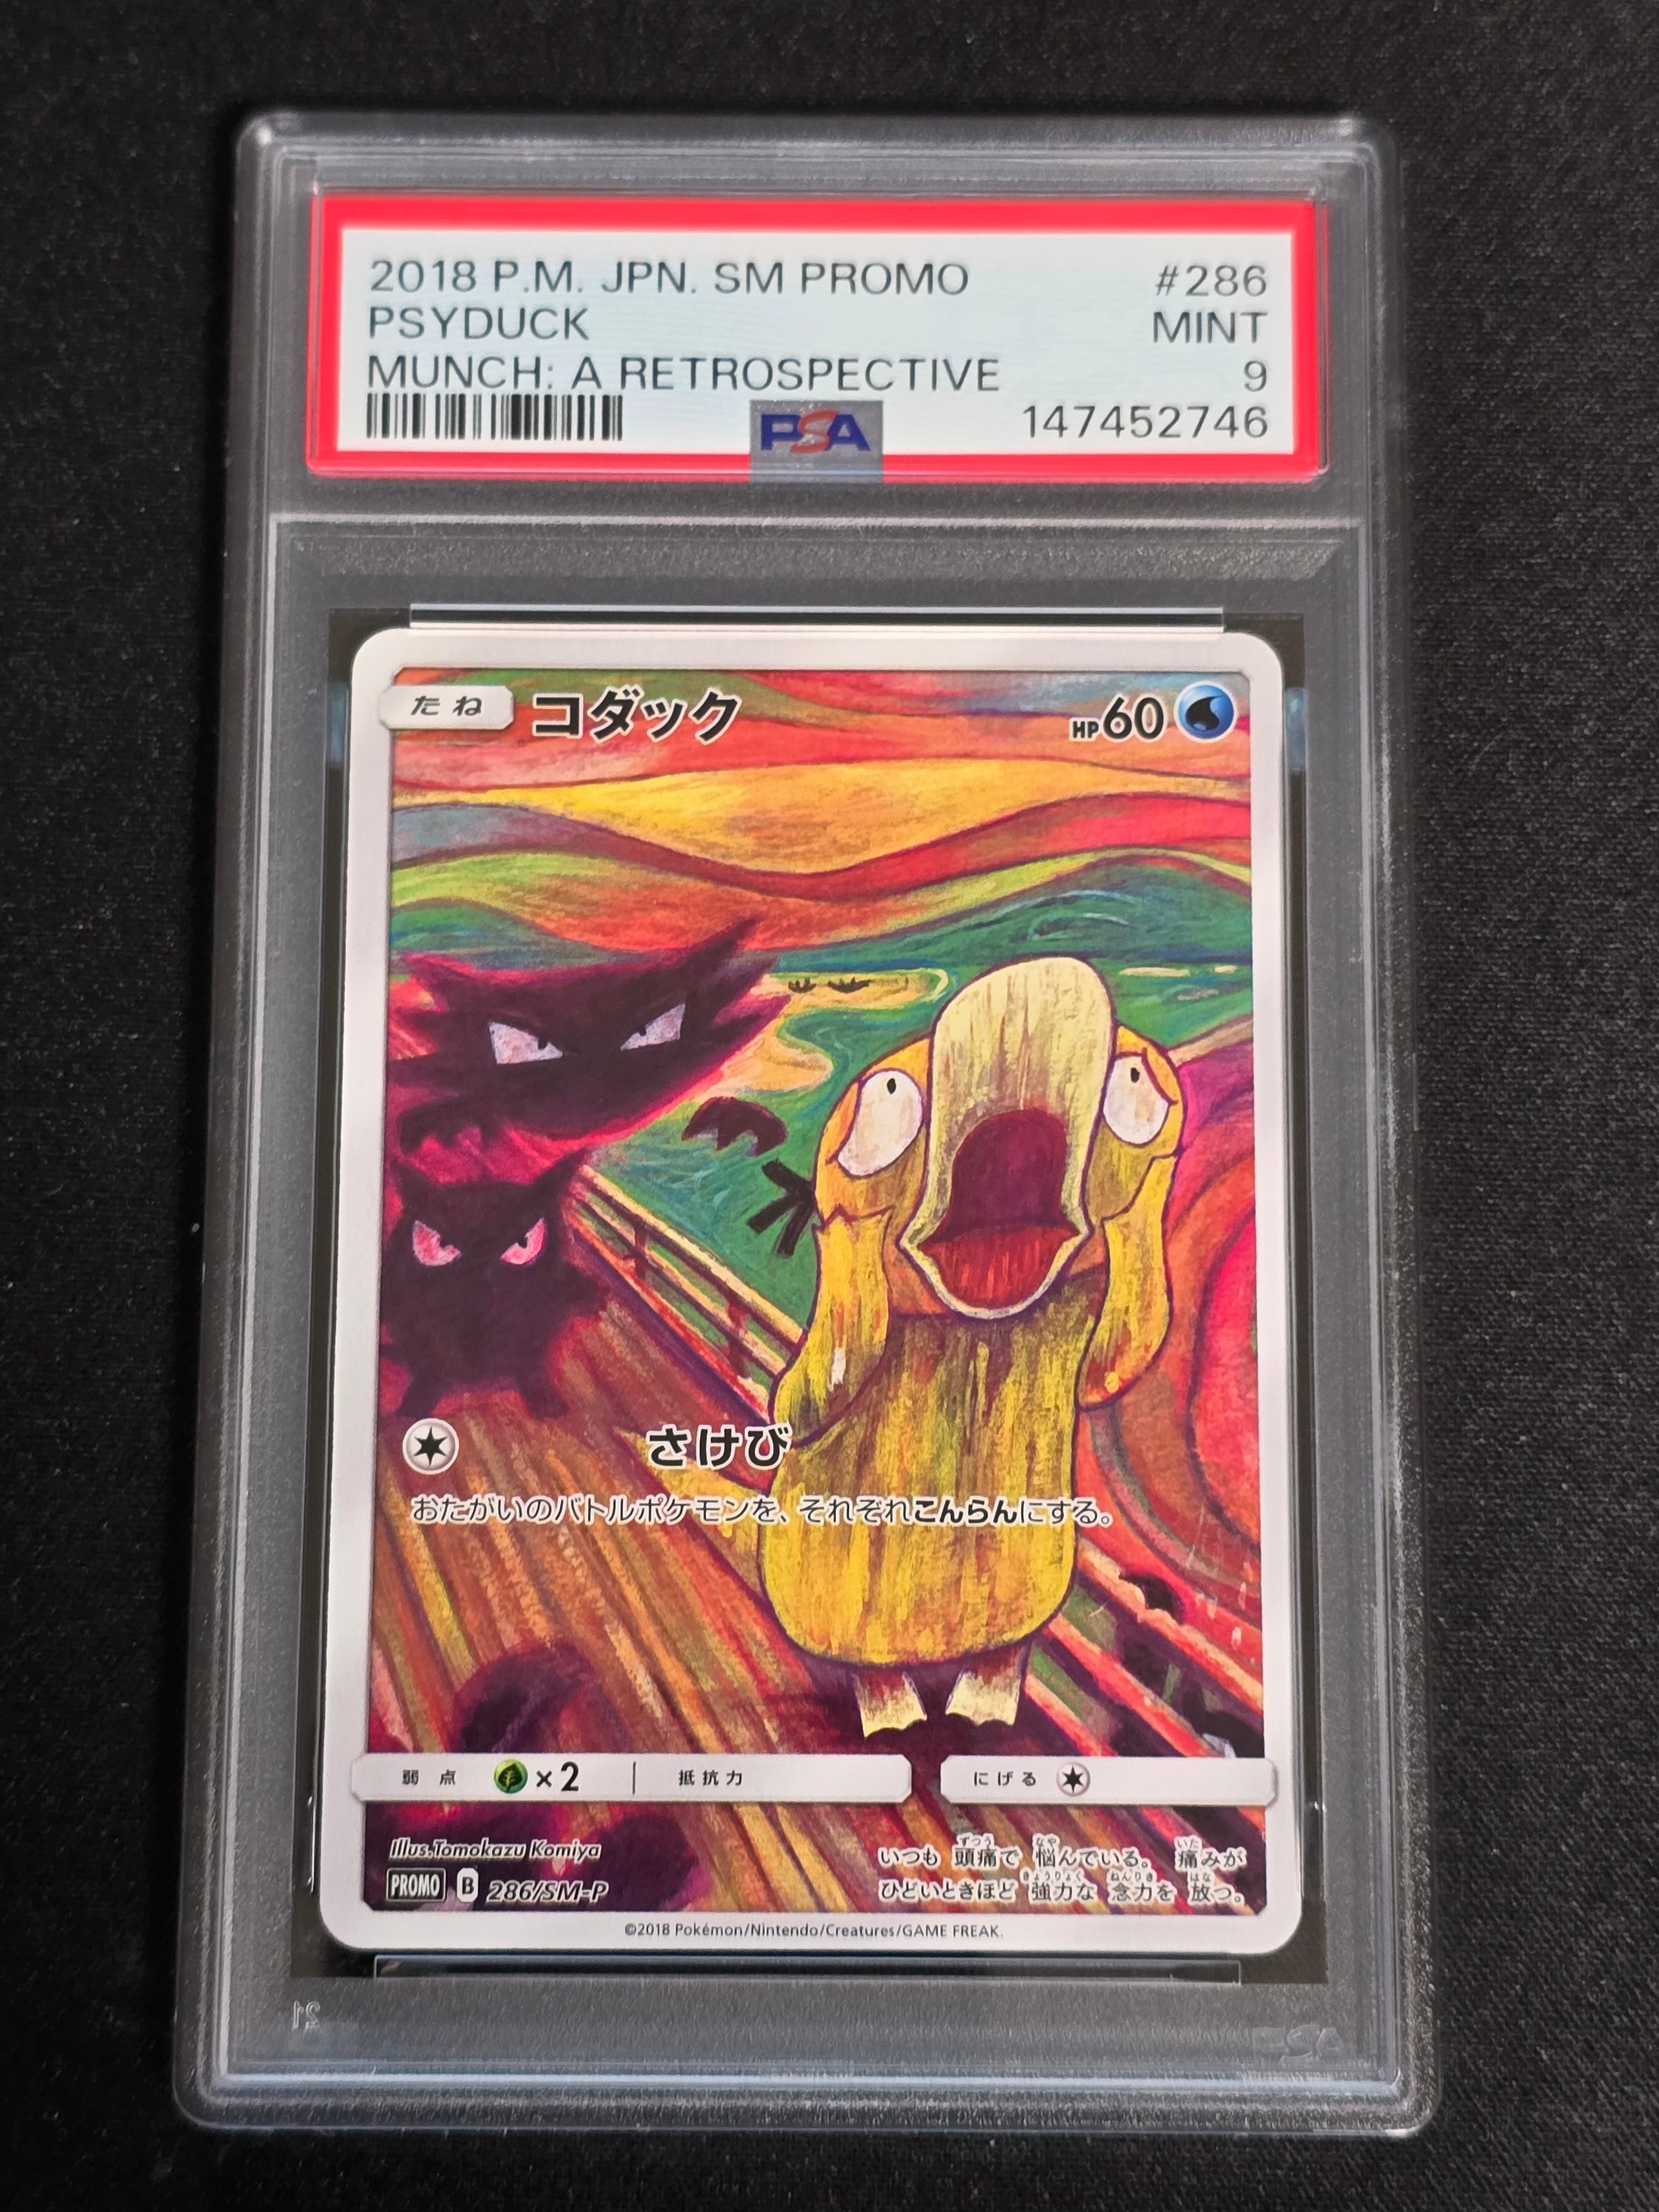 2018 P.M. JPN. SM PROMO #286
PSYDUCK MINT
MUNCH: A RETROSPECTIVE 9
PSA 147452746
たね コダック HP60
さけび
おたがいのバトルポケモンを、それぞれこんらんにする。
弱点 ×2 抵抗力 にげる
Illus.Tomokazu Komiya
PROMO B 286/SM-P
いつも頭痛で悩んでいる。痛みが
ひどいときほど強力な念力を放つ。
©2018 Pokémon/Nintendo/Creatures/GAME FREAK.
PSA